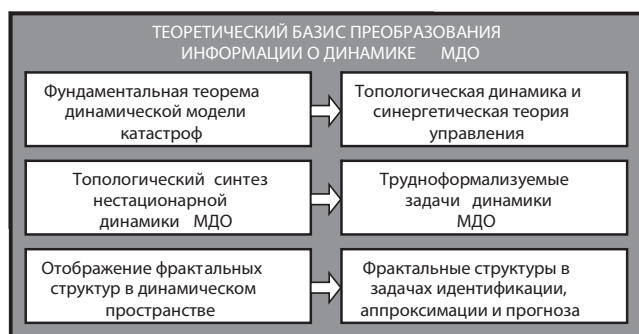 ТЕОРЕТИЧЕСКИЙ БАЗИС ПРЕОБРАЗОВАНИЯ
ИНФОРМАЦИИ О ДИНАМИКЕ МДО
Фундаментальная теорема
динамической модели
катастроф
Топологическая динамика и
синергетическая теория
управления
Топологический синтез
нестационарной
динамики МДО
Трудноформализуемые
задачи динамики
МДО
Отображение фрактальных
структур в динамическом
пространстве
Фрактальные структуры в
задачах идентификации,
аппроксимации и прогноза